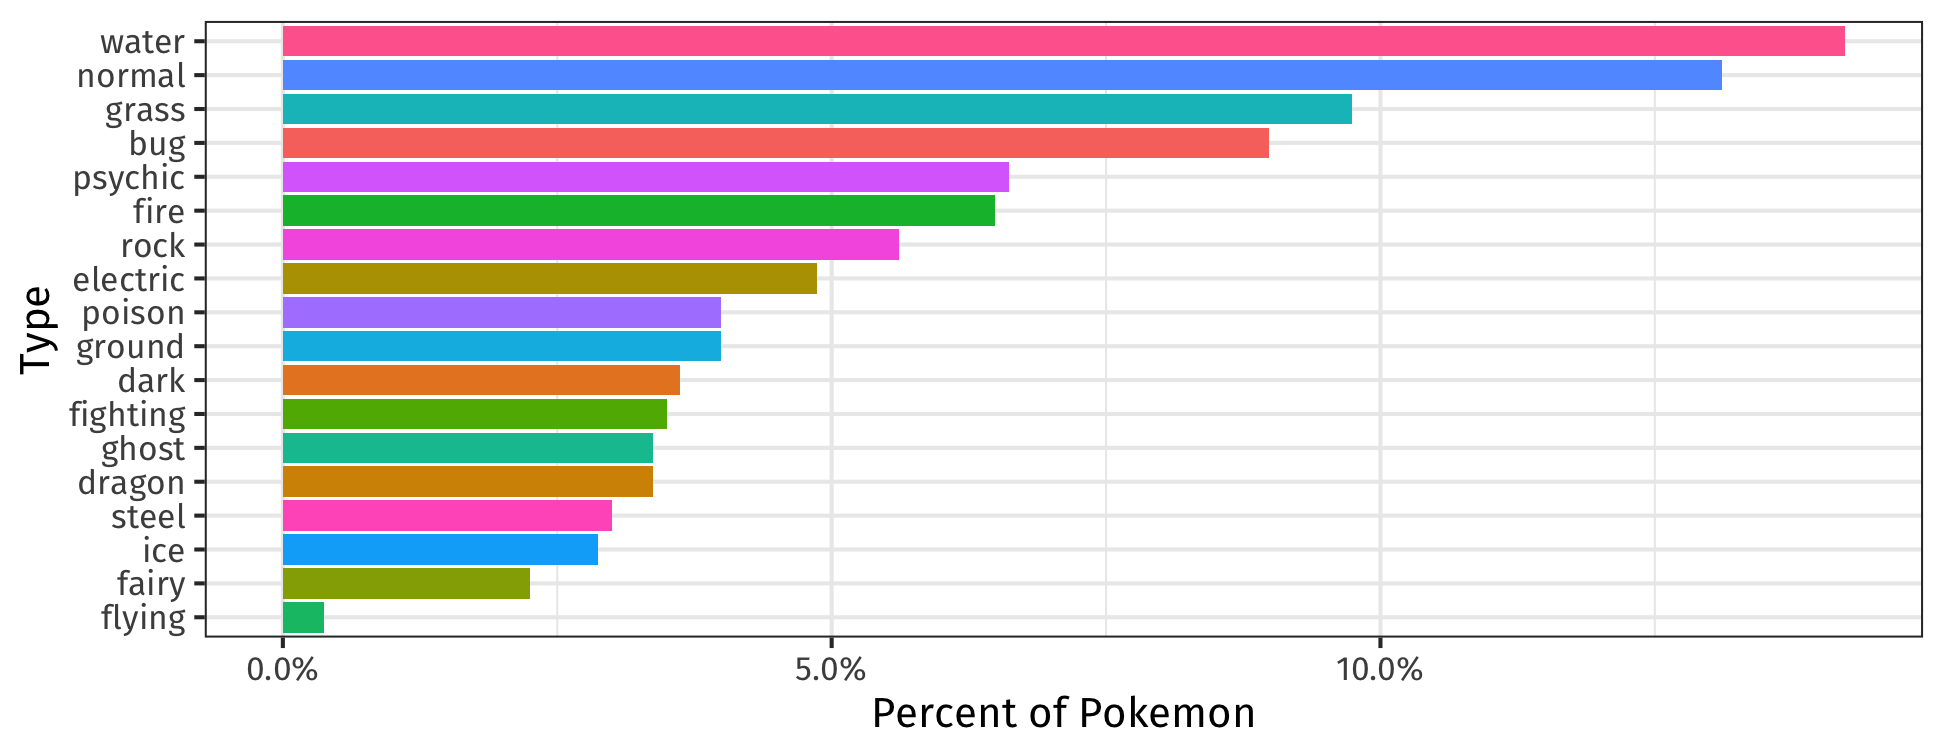 Type
water
normal
grass
bug
psychic
fire
rock
electric
poison
ground
dark
fighting
ghost
dragon
steel
ice
fairy
flying
0.0% 5.0% 10.0%
Percent of Pokemon